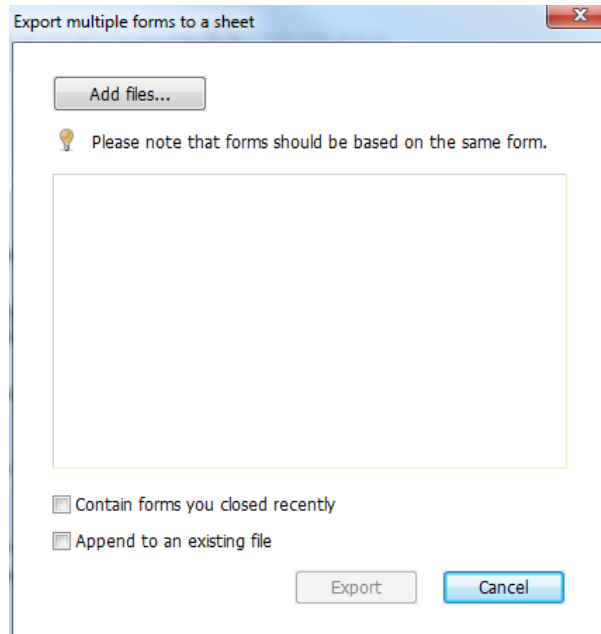 Export multiple forms to a sheet
Add files...
Please note that forms should be based on the same form.
Contain forms you closed recently
Append to an existing file
Export Cancel